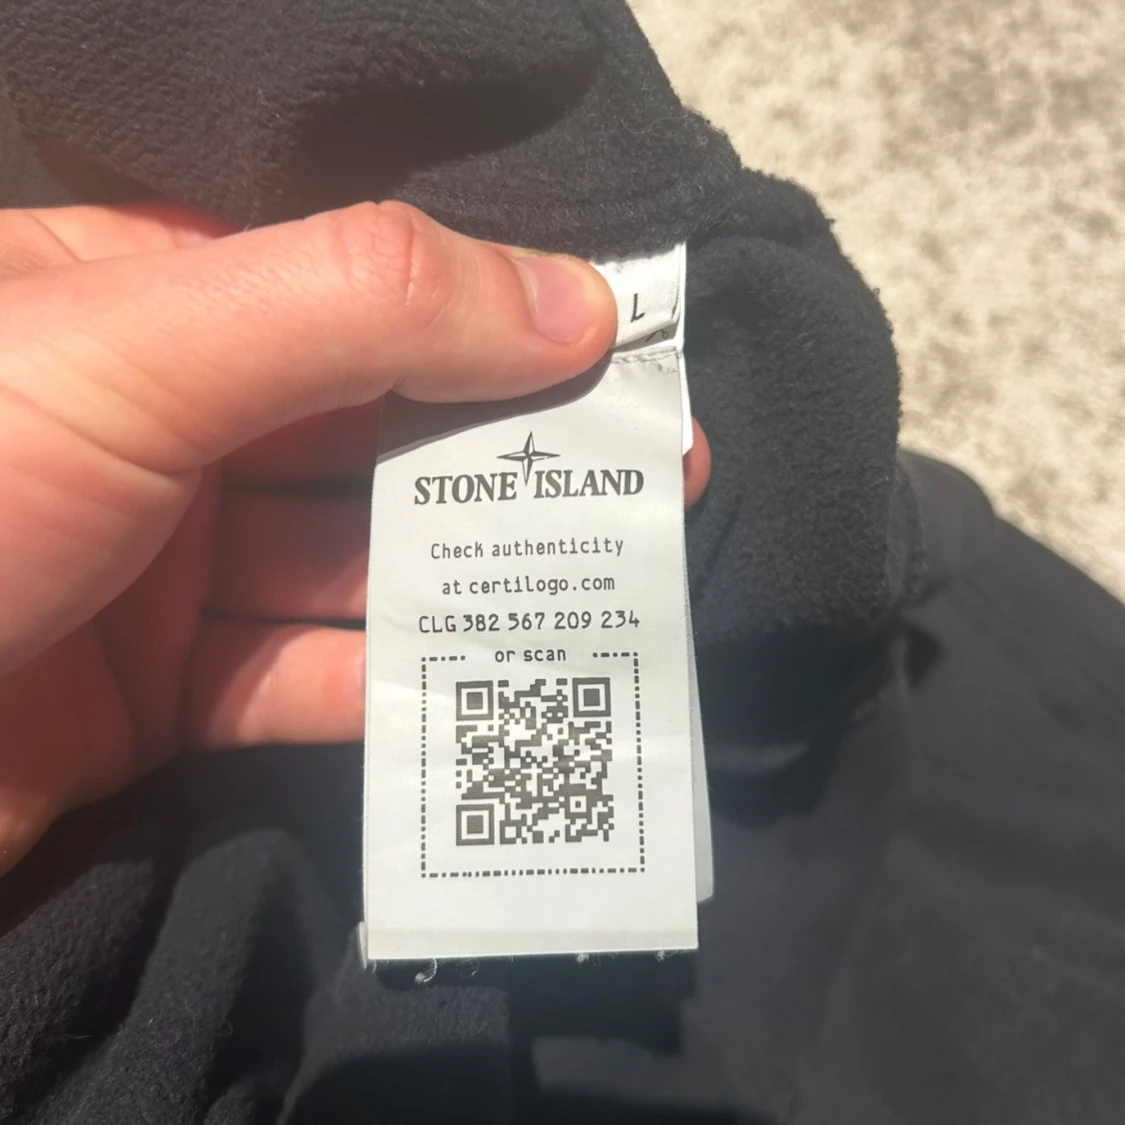 L
STONE ISLAND
Check authenticity
at certilogo.com
CLG 382 567 209 234
or scan